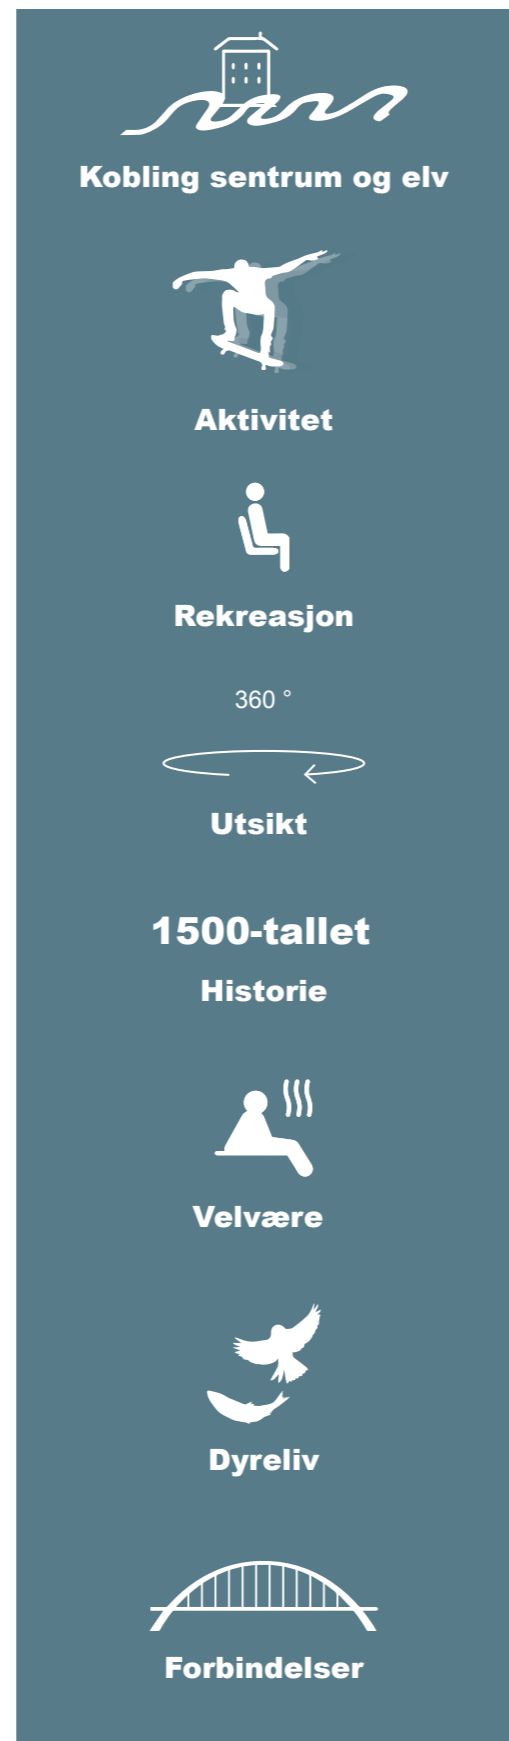 Kobling sentrum og elv
Aktivitet
Rekreasjon
360 °
Utsikt
1500-tallet
Historie
Velvære
Dyreliv
Forbindelser